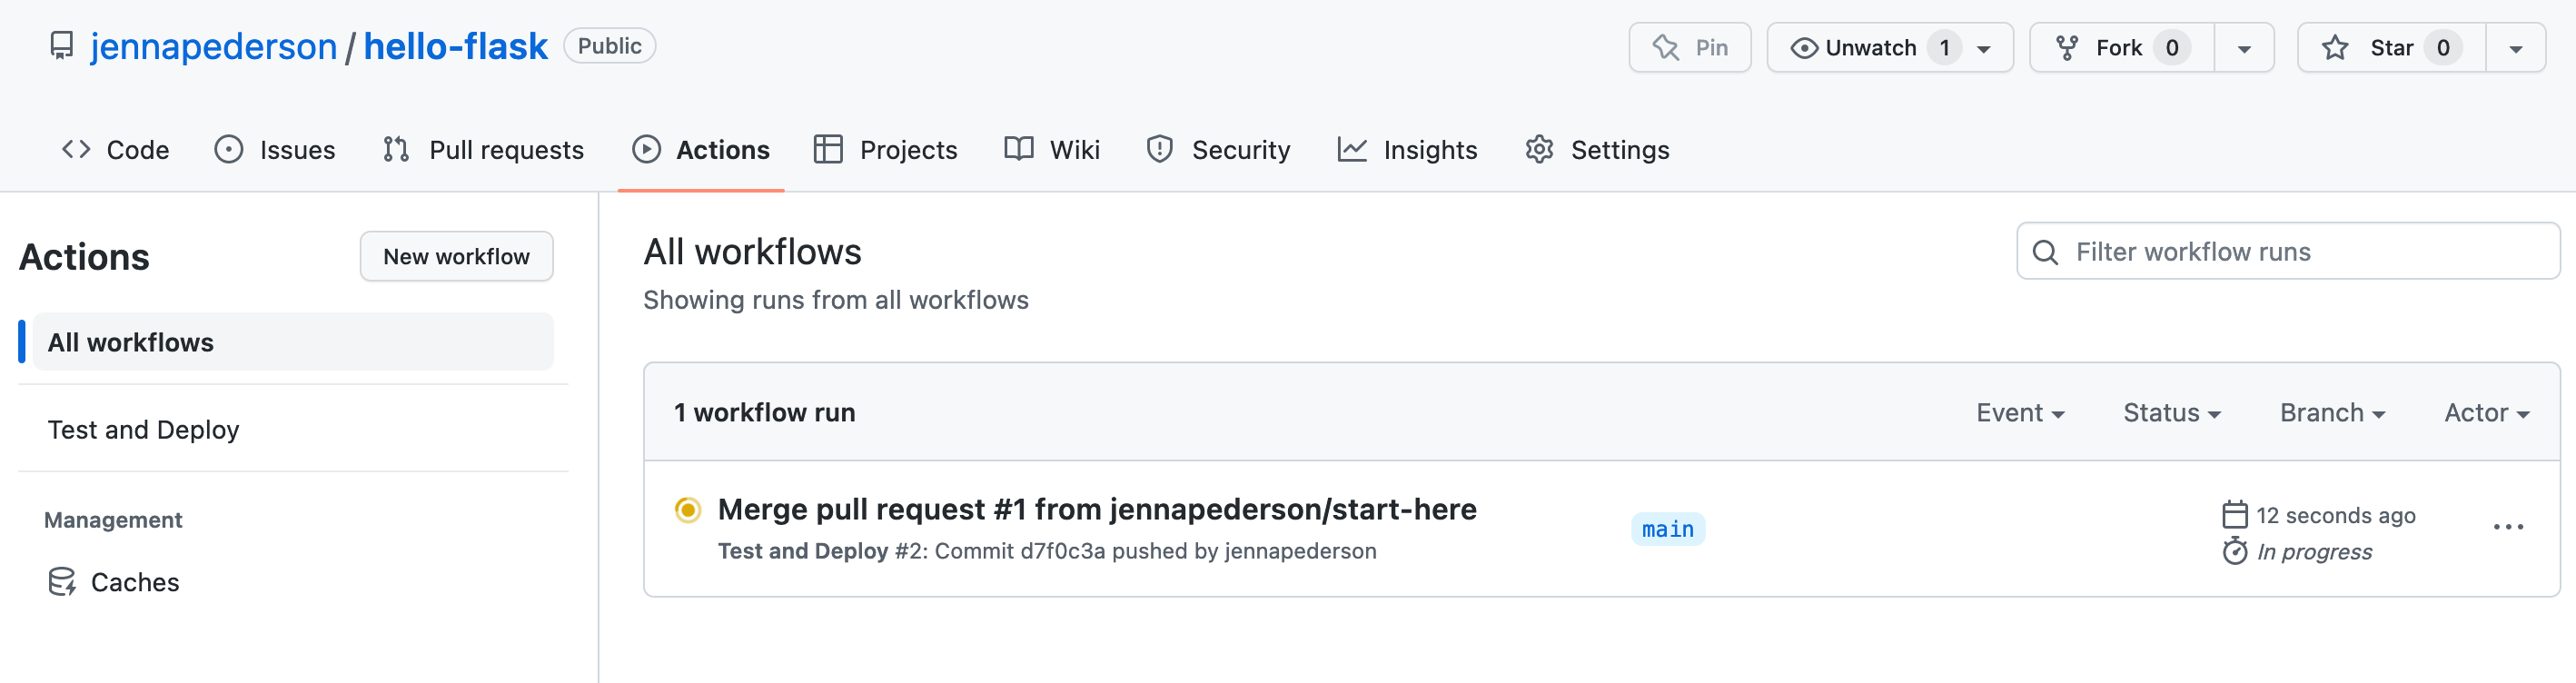 jennapederson / hello-flask Public Pin Unwatch 1 Fork 0 Star 0
Code Issues Pull requests Actions Projects Wiki Security Insights Settings
Actions New workflow
All workflows
Test and Deploy
Management
Caches
All workflows
Showing runs from all workflows
Filter workflow runs
1 workflow run Event Status Branch Actor
Merge pull request #1 from jennapederson/start-here
Test and Deploy #2: Commit d7f0c3a pushed by jennapederson
main
12 seconds ago
In progress